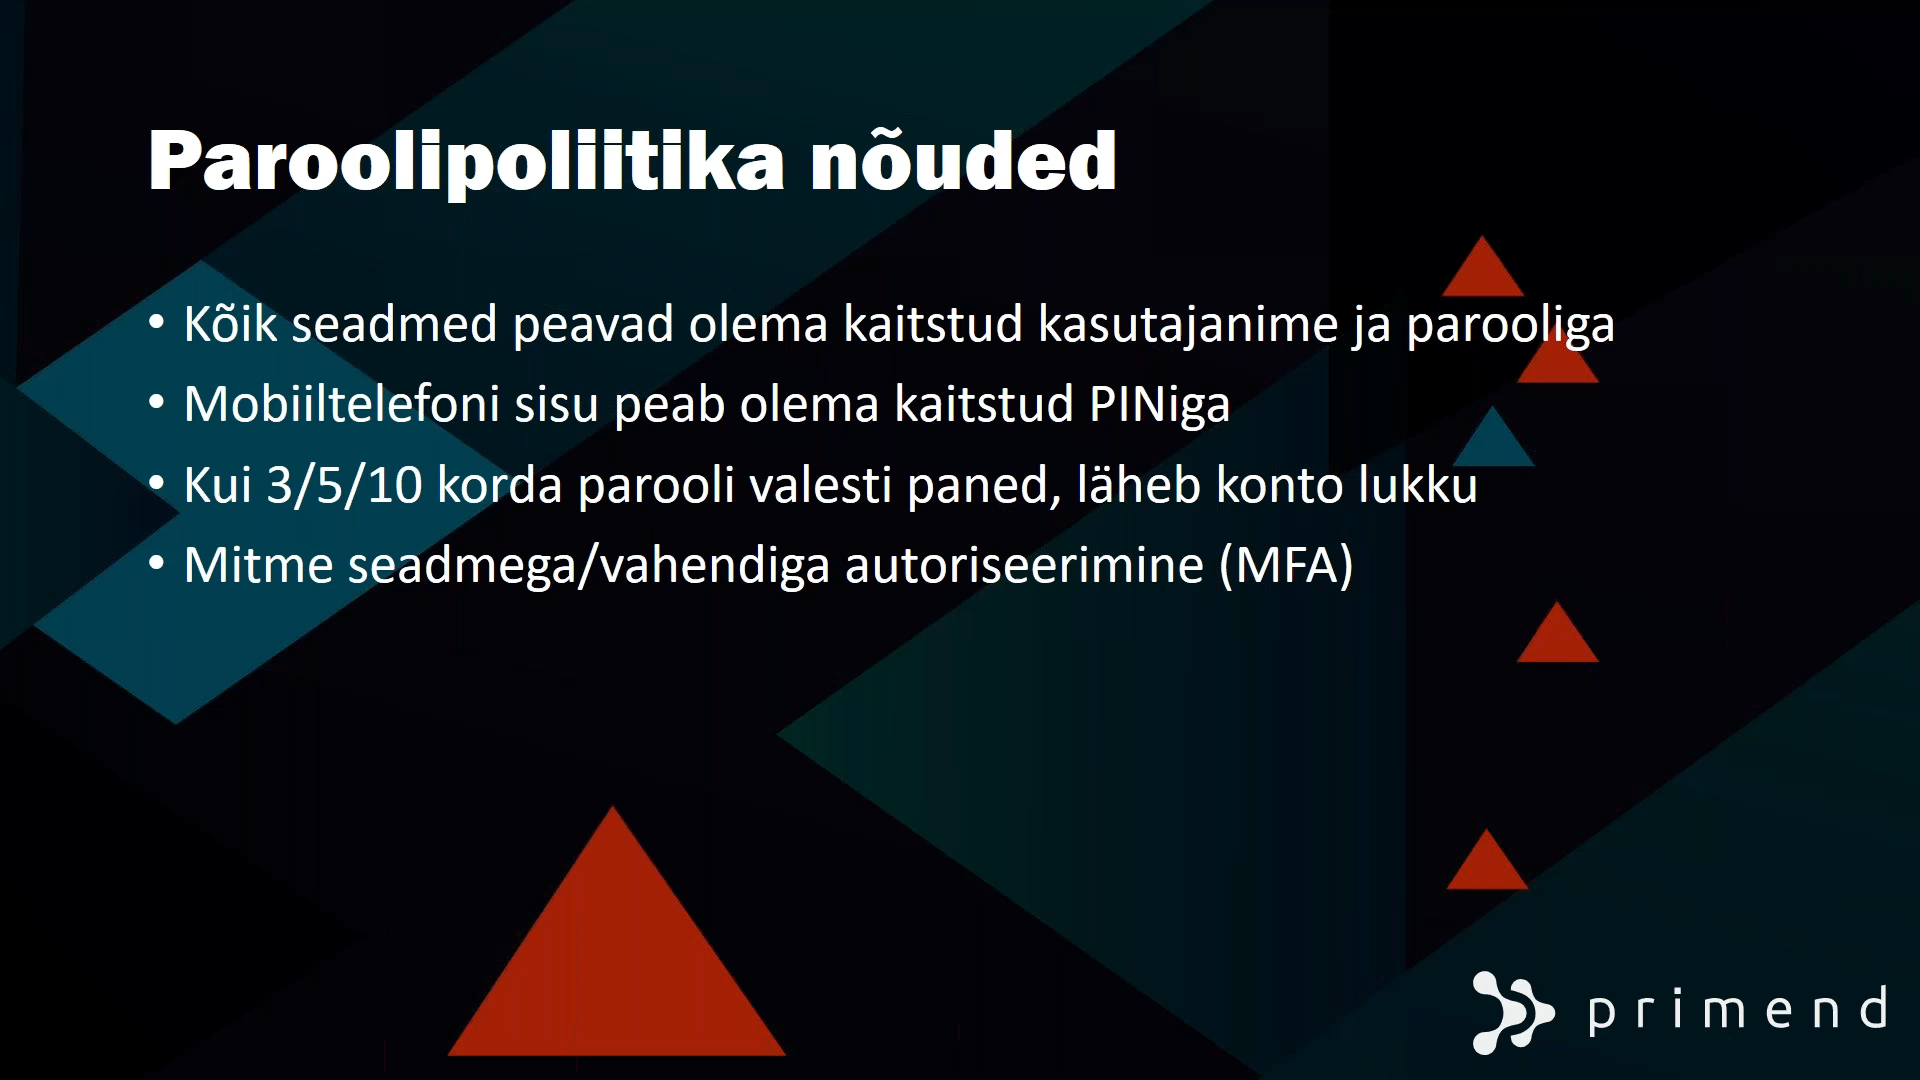 Paroolipoliitika nõuded
• Kõik seadmed peavad olema kaitstud kasutajanime ja parooliga
• Mobiiltelefoni sisu peab olema kaitstud PINiga
• Kui 3/5/10 korda parooli valesti paned, läheb konto lukku
• Mitme seadmega/vahendiga autoriseerimine (MFA)
primend